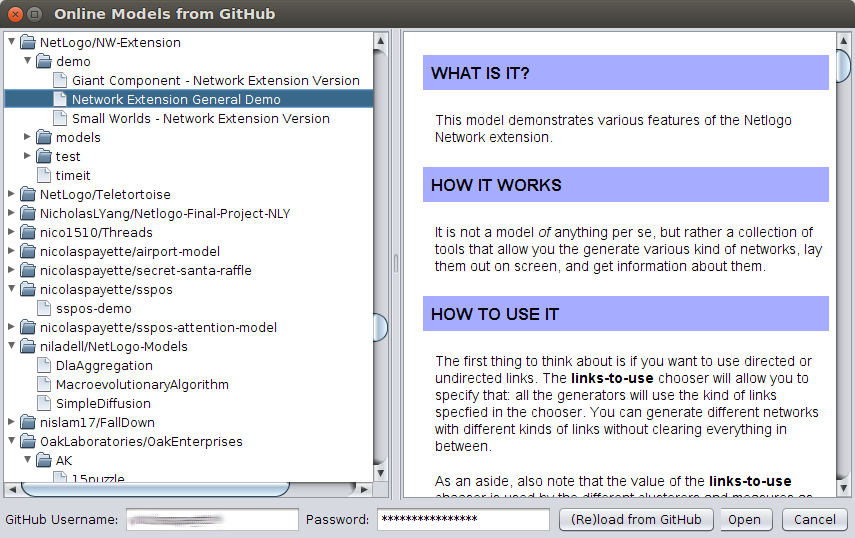 Online Models from GitHub
NetLogo/NW-Extension
demo
Giant Component - Network Extension Version
Network Extension General Demo
Small Worlds - Network Extension Version
models
test
timeit
NetLogo/Teletortoise
NicholasLYang/Netlogo-Final-Project-NLY
nico1510/Threads
nicolaspayette/airport-model
nicolaspayette/secret-santa-raffle
nicolaspayette/sspos
sspos-demo
nicolaspayette/sspos-attention-model
niladell/NetLogo-Models
DlaAggregation
MacroevolutionaryAlgorithm
SimpleDiffusion
nislam17/FallDown
OakLaboratories/OakEnterprises
AK
15puzzle
WHAT IS IT?
This model demonstrates various features of the Netlogo
Network extension.
HOW IT WORKS
It is not a model of anything per se, but rather a collection of
tools that allow you the generate various kind of networks, lay
them out on screen, and get information about them.
HOW TO USE IT
The first thing to think about is if you want to use directed or
undirected links. The links-to-use chooser will allow you to
specify that: all the generators will use the kind of links
specfied in the chooser. You can generate different networks
with different kinds of links without clearing everything in
between.
As an aside, also note that the value of the links-to-use
chooser is used by the different clusterers and measures as
GitHub Username:
Password: ****************
(Re)load from GitHub
Open
Cancel